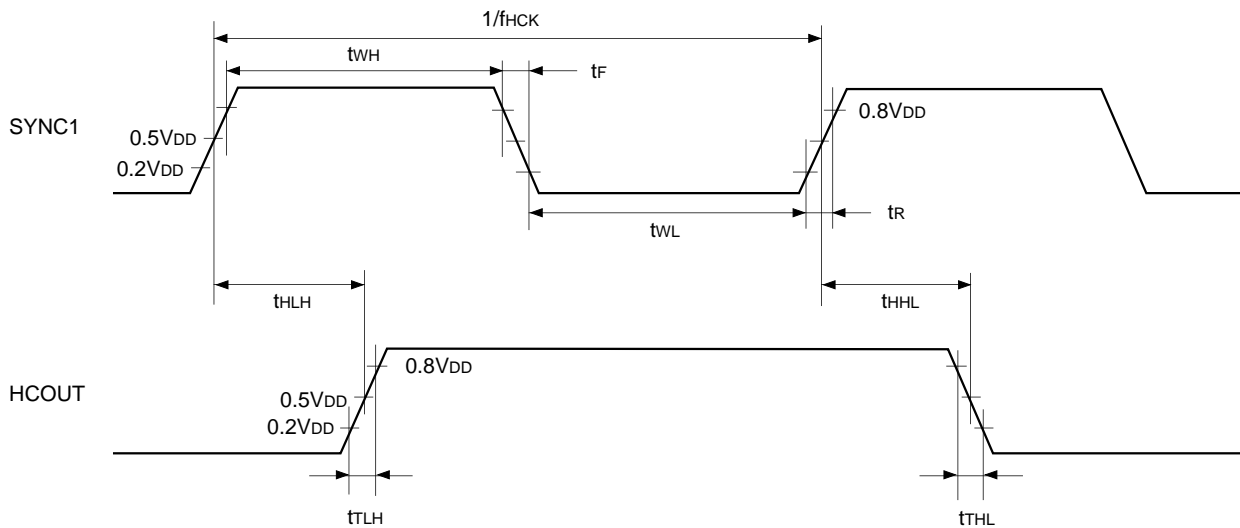 1/fHCK
tWH
tF
SYNC1
0.8VDD
0.5VDD
0.2VDD
tWL
tR
tHLH
tHHL
HCOUT
0.8VDD
0.5VDD
0.2VDD
tTLH
tTHL